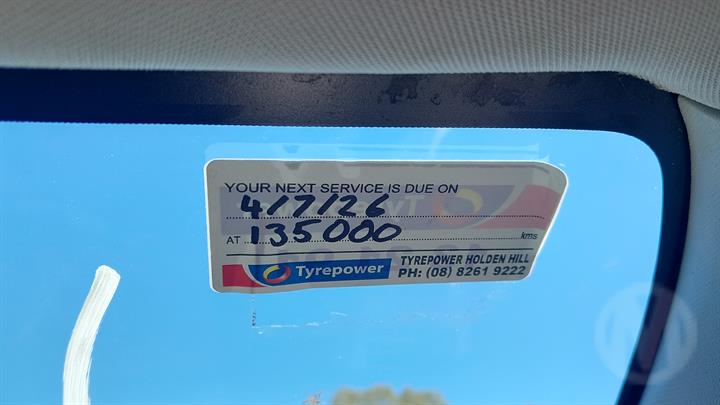 YOUR NEXT SERVICE IS DUE ON
4/7/26
AT 135000 kms
Tyrepower
TYREPOWER HOLDEN HILL
PH: (08) 8261 9222